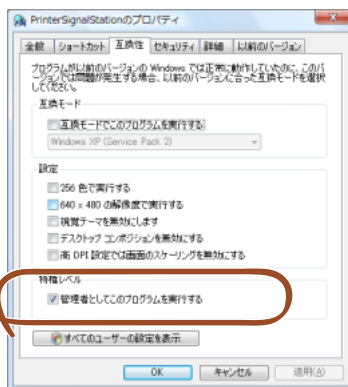 PrinterSignalStationのプロパティ
全般 ショートカット 互換性 セキュリティ 詳細 以前のバージョン
プログラムが以前のバージョンの Windows では正常に動作していたのに、このバ
ージョンでは問題が発生する場合、以前のバージョンに合った互換モードを選択
してください。
互換モード
互換モードでこのプログラムを実行する
Windows XP (Service Pack 2)
設定
256 色で実行する
640 x 480 の解像度で実行する
視覚テーマを無効にします
デスクトップ コンポジションを無効にする
高 DPI 設定では画面のスケーリングを無効にする
特権レベル
管理者としてこのプログラムを実行する
すべてのユーザーの設定を表示
OK キャンセル 適用(A)